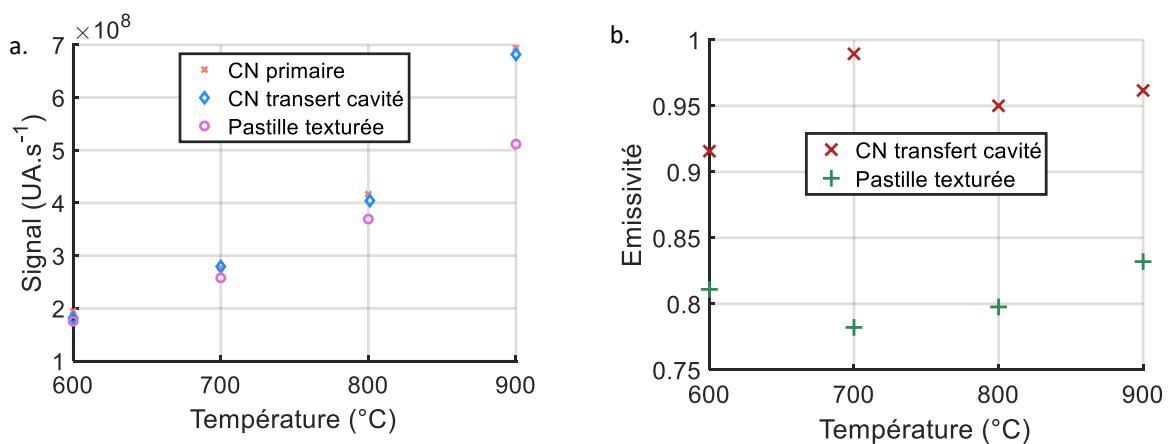 a.
×10⁸
7
6
5
4
3
2
1
600
700
800
900
Signal (UA.s⁻¹)
Température (°C)
CN primaire
CN transert cavité
Pastille texturée
b.
1
0.95
0.9
0.85
0.8
0.75
600
700
800
900
Emissivité
Température (°C)
CN transfert cavité
Pastille texturée